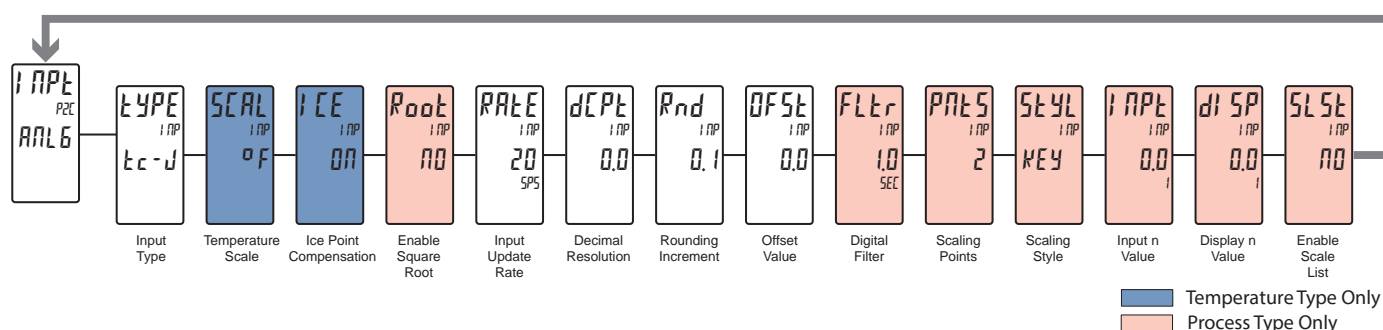 INPt
P2C
ANLG
tYPE
INP
tc-J
Input
Type
SCAL
INP
°F
Temperature
Scale
ICE
INP
ON
Ice Point
Compensation
Root
INP
NO
Enable
Square
Root
RAtE
INP
20
SPS
Input
Update
Rate
dCPt
INP
0.0
Decimal
Resolution
Rnd
INP
0.1
Rounding
Increment
OFSt
INP
0.0
Offset
Value
FLtr
INP
1.0
SEC
Digital
Filter
PNtS
INP
2
Scaling
Points
StYL
INP
KEY
Scaling
Style
INPt
INP
0.0
1
Input n
Value
dISP
INP
0.0
1
Display n
Value
SLSt
INP
NO
Enable
Scale
List
Temperature Type Only
Process Type Only